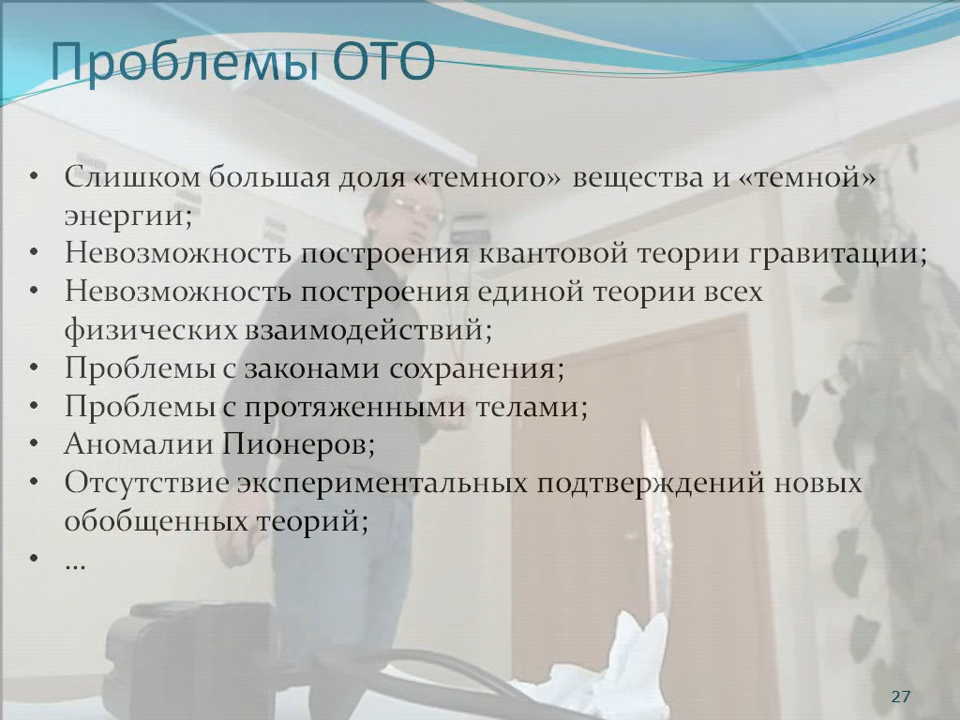 Проблемы ОТО
• Слишком большая доля «темного» вещества и «темной»
энергии;
• Невозможность построения квантовой теории гравитации;
• Невозможность построения единой теории всех
физических взаимодействий;
• Проблемы с законами сохранения;
• Проблемы с протяженными телами;
• Аномалии Пионеров;
• Отсутствие экспериментальных подтверждений новых
обобщенных теорий;
• ...
27